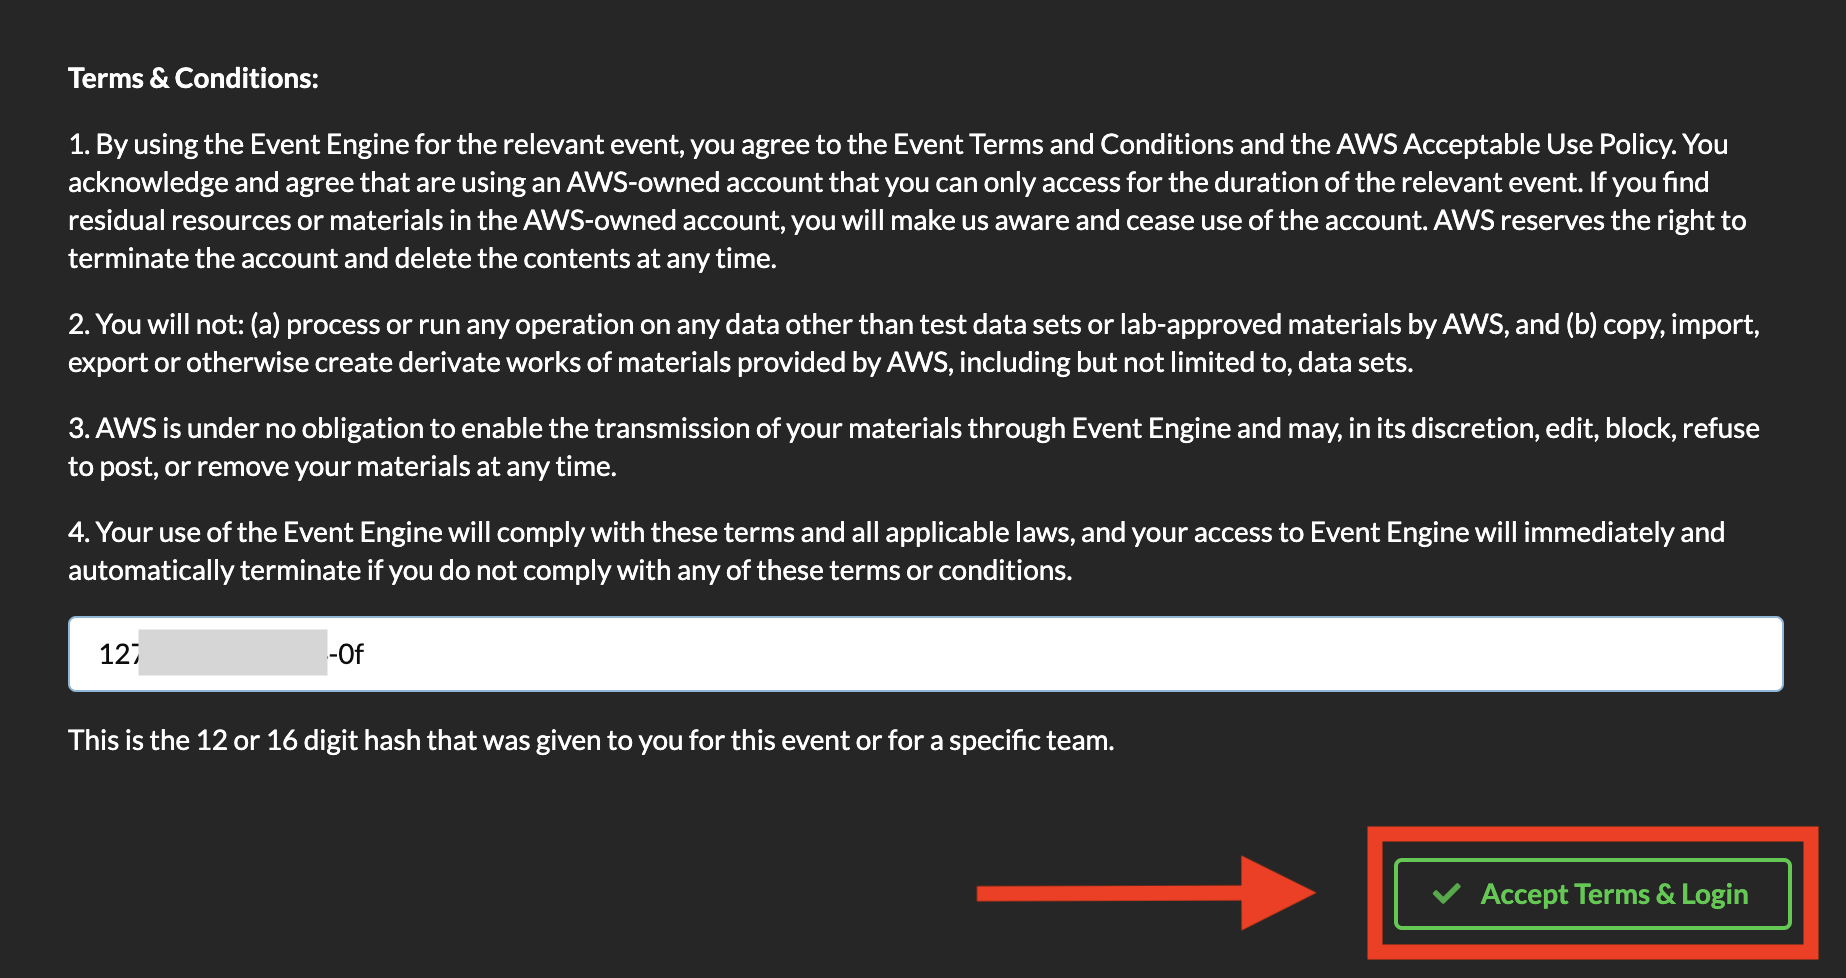 Terms & Conditions:
1. By using the Event Engine for the relevant event, you agree to the Event Terms and Conditions and the AWS Acceptable Use Policy. You
acknowledge and agree that are using an AWS-owned account that you can only access for the duration of the relevant event. If you find
residual resources or materials in the AWS-owned account, you will make us aware and cease use of the account. AWS reserves the right to
terminate the account and delete the contents at any time.
2. You will not: (a) process or run any operation on any data other than test data sets or lab-approved materials by AWS, and (b) copy, import,
export or otherwise create derivate works of materials provided by AWS, including but not limited to, data sets.
3. AWS is under no obligation to enable the transmission of your materials through Event Engine and may, in its discretion, edit, block, refuse
to post, or remove your materials at any time.
4. Your use of the Event Engine will comply with these terms and all applicable laws, and your access to Event Engine will immediately and
automatically terminate if you do not comply with any of these terms or conditions.
127 -0f
This is the 12 or 16 digit hash that was given to you for this event or for a specific team.
Accept Terms & Login